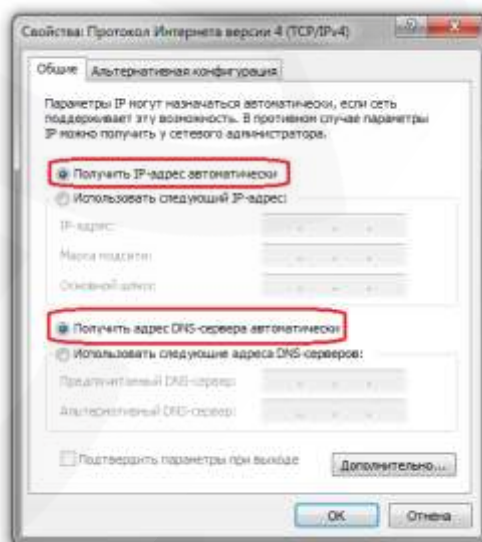 Свойства: Протокол Интернета версии 4 (TCP/IPv4)
Общие Альтернативная конфигурация
Параметры IP могут назначаться автоматически, если сеть
поддерживает эту возможность. В противном случае параметры
IP можно получить у сетевого администратора.
Получить IP-адрес автоматически
Использовать следующий IP-адрес:
IP-адрес:
Маска подсети:
Основной шлюз:
Получить адрес DNS-сервера автоматически
Использовать следующие адреса DNS-серверов:
Предпочитаемый DNS-сервер:
Альтернативный DNS-сервер:
Подтвердить параметры при выходе
Дополнительно...
ОК Отмена